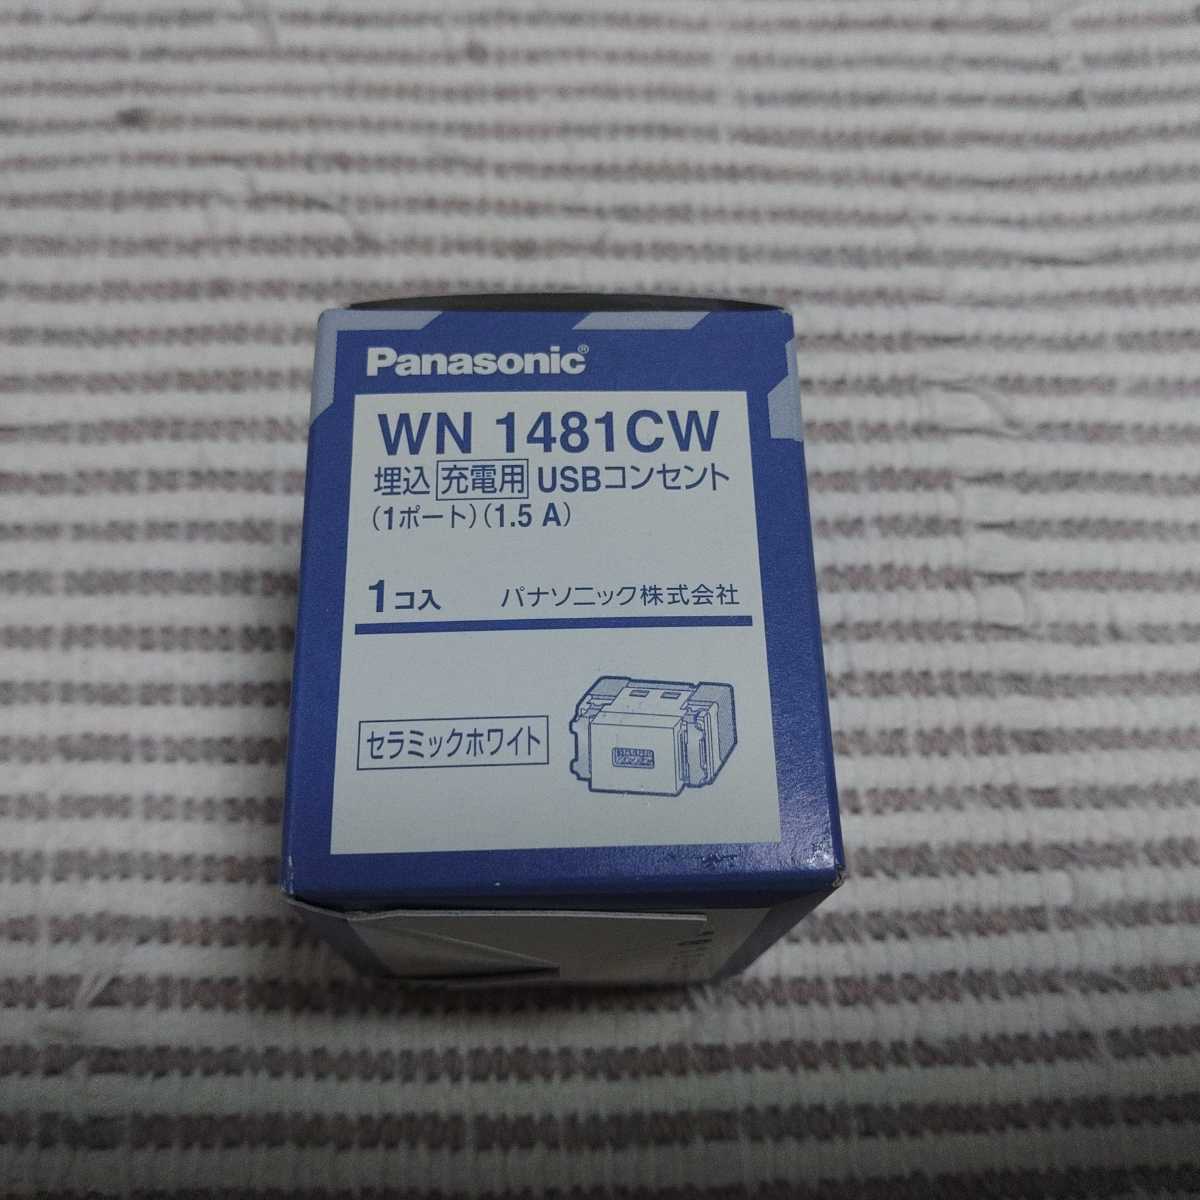 Panasonic®
WN 1481CW
埋込 充電用 USBコンセント
(1ポート)(1.5 A)
1コ入 パナソニック株式会社
セラミックホワイト